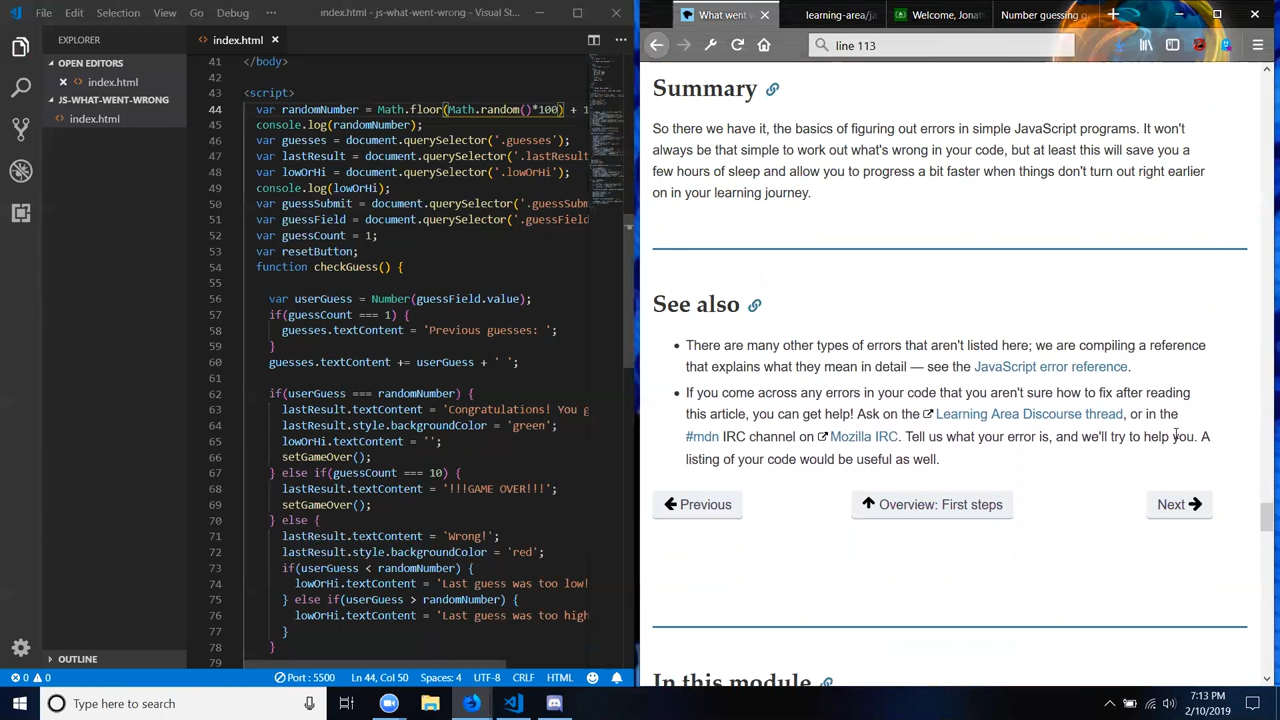 File Edit Selection View Go Debug ... index.html - js-what-went-wrong - Visual St...
EXPLORER
OPEN EDITORS
index.html
JS-WHAT-WENT-WRONG
index.html
OUTLINE
index.html
41 </body>
42
43 <script>
44 var randomNumber = Math.floor(Math.random()*100) + 1
45 console.log(randomNumber);
46 var guesses = document.querySelector('.guesses');
47 var lastResult = document.querySelector('.lastResult
48 var lowOrHi = document.querySelector('.lowOrHi');
49 console.log(lowOrHi);
50 var guessSubmit = document.querySelector('.guessSubm
51 var guessField = document.querySelector('.guessField
52 var guessCount = 1;
53 var resetButton;
54 function checkGuess() {
55
56 var userGuess = Number(guessField.value);
57 if(guessCount === 1) {
58 guesses.textContent = 'Previous guesses: ';
59 }
60 guesses.textContent += userGuess + ' ';
61
62 if(userGuess === randomNumber) {
63 lastResult.textContent = 'Congratulations! You g
64 lastResult.style.backgroundColor = 'green';
65 lowOrHi.textContent = '';
66 setGameOver();
67 } else if(guessCount === 10) {
68 lastResult.textContent = '!!!GAME OVER!!!';
69 setGameOver();
70 } else {
71 lastResult.textContent = 'Wrong!';
72 lastResult.style.backgroundColor = 'red';
73 if(userGuess < randomNumber) {
74 lowOrHi.textContent = 'Last guess was too low!
75 } else if(userGuess > randomNumber) {
76 lowOrHi.textContent = 'Last guess was too high
77 }
78 }
79
0 0 Port : 5500 Ln 44, Col 50 Spaces: 4 UTF-8 CRLF HTML
What went learning-area/ja Welcome, Jonat Number guessing g
line 113
Summary
So there we have it, the basics of figuring out errors in simple JavaScript programs. It won't
always be that simple to work out what's wrong in your code, but at least this will save you a
few hours of sleep and allow you to progress a bit faster when things don't turn out right earlier
on in your learning journey.
See also
There are many other types of errors that aren't listed here; we are compiling a reference
that explains what they mean in detail — see the JavaScript error reference.
If you come across any errors in your code that you aren't sure how to fix after reading
this article, you can get help! Ask on the Learning Area Discourse thread, or in the
#mdn IRC channel on Mozilla IRC. Tell us what your error is, and we'll try to help you. A
listing of your code would be useful as well.
Previous Overview: First steps Next
In this module
Type here to search
7:13 PM
2/10/2019